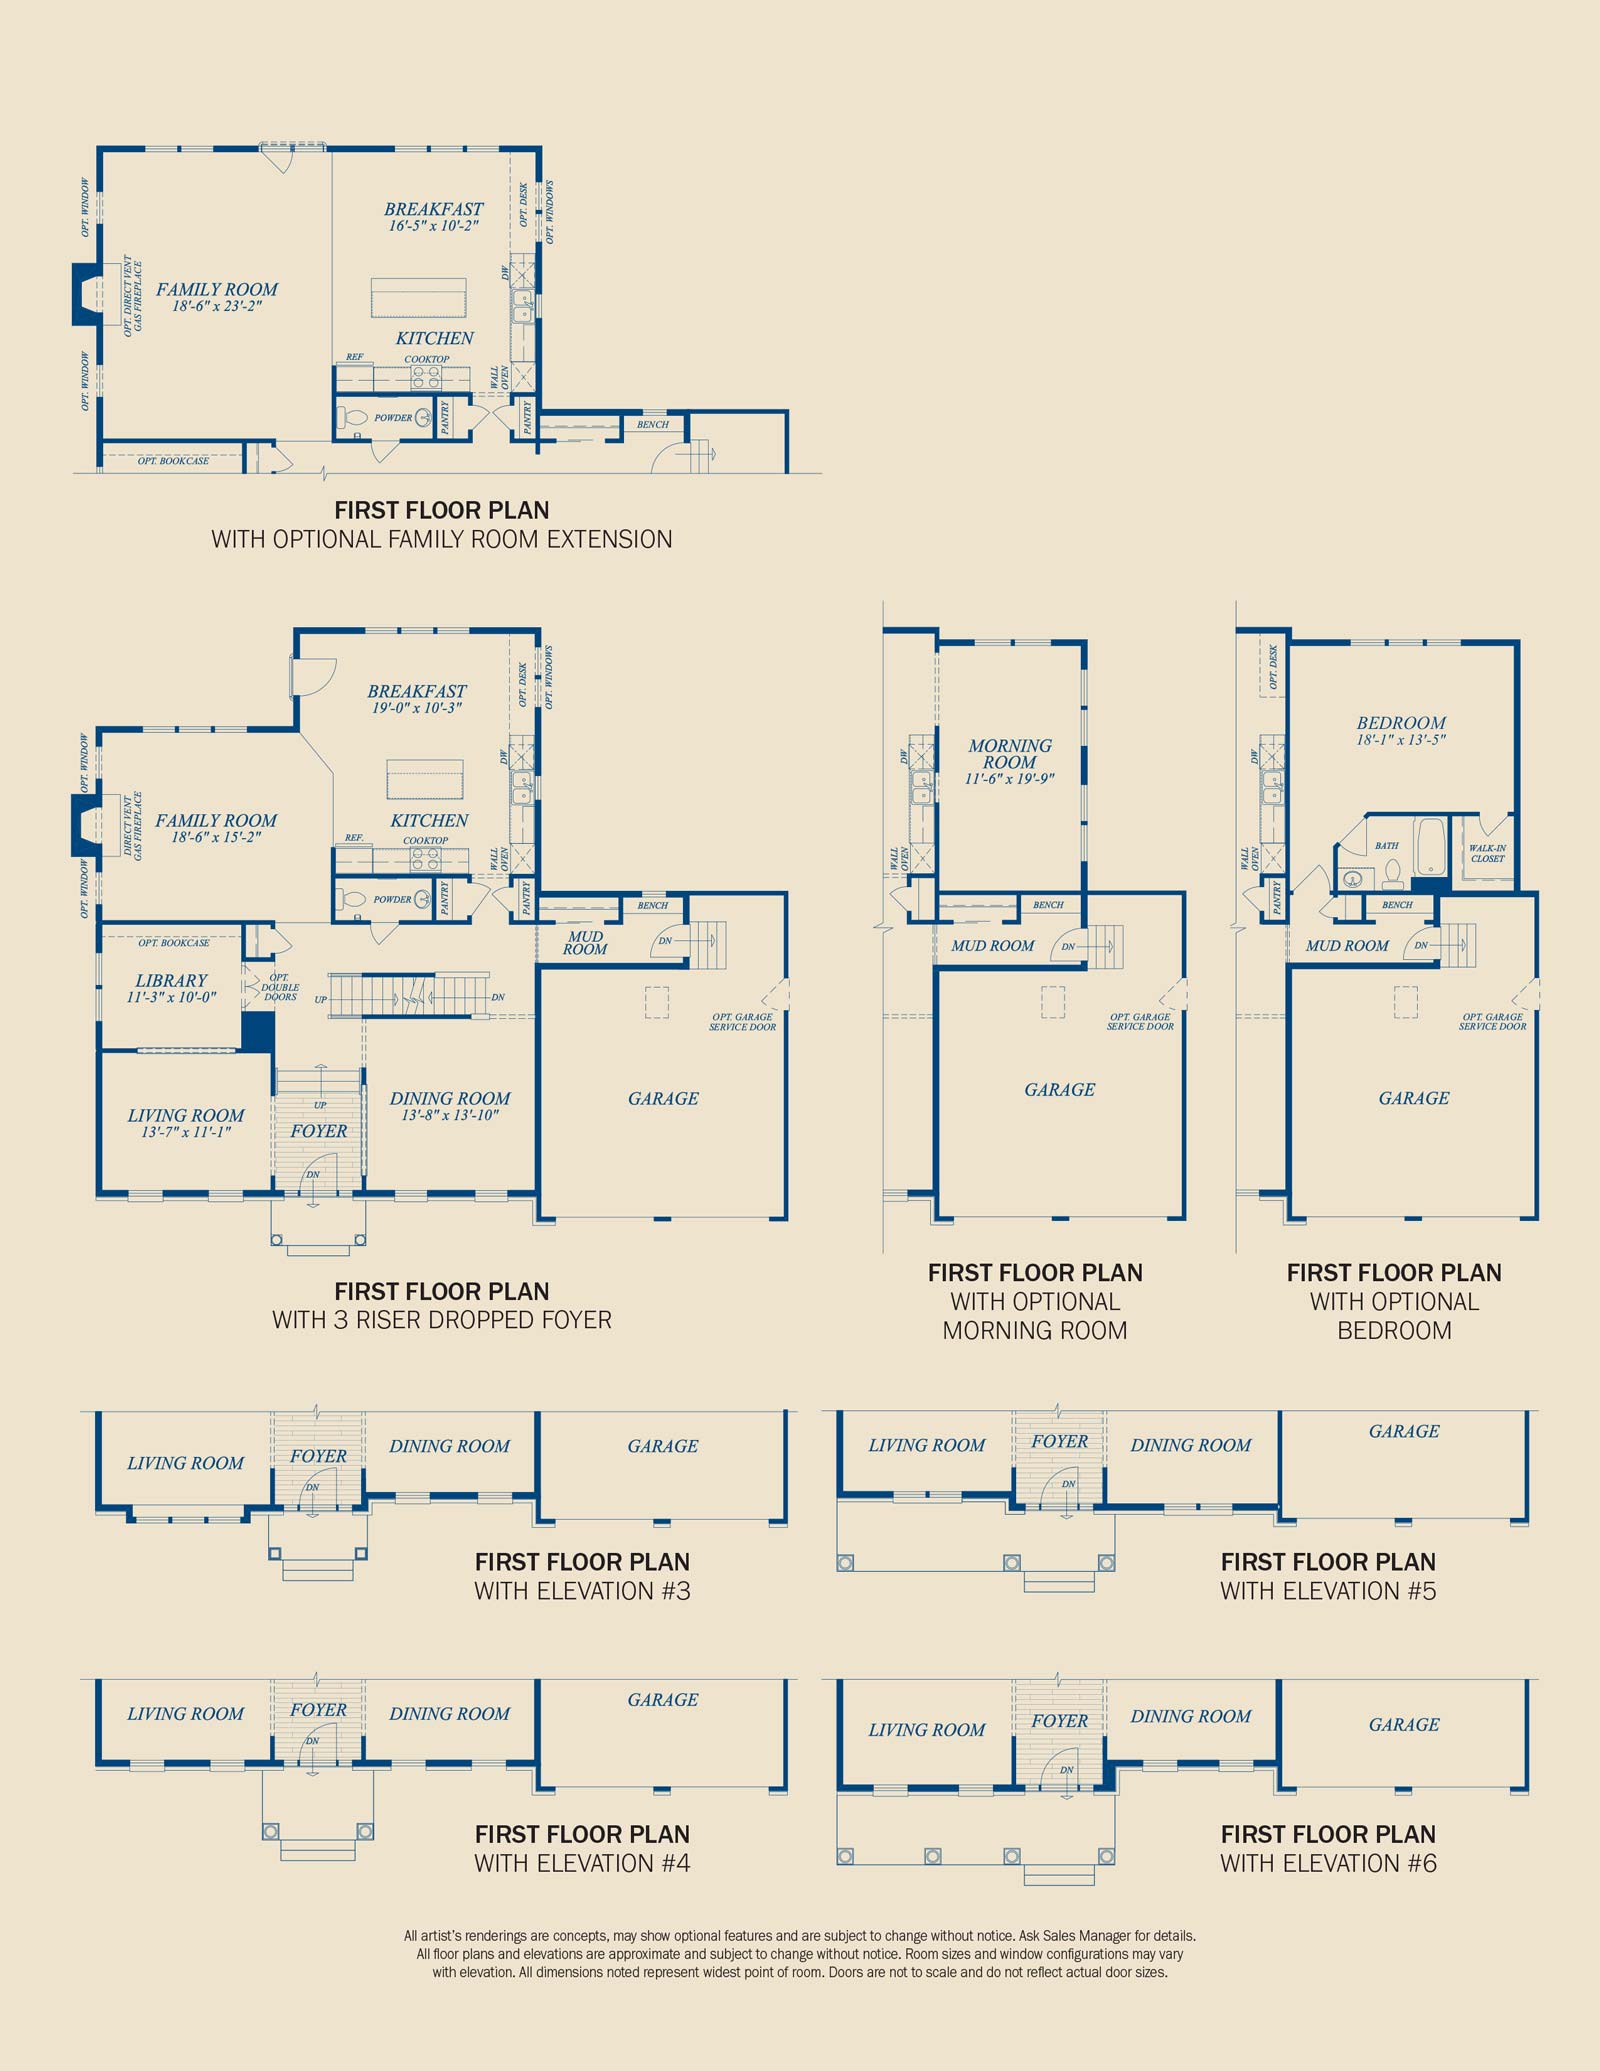 OPT. WINDOW
OPT. DIRECT VENT
GAS FIREPLACE
OPT. WINDOW
FAMILY ROOM
18'-6" x 23'-2"
BREAKFAST
16'-5" x 10'-2"
OPT. DESK
OPT. WINDOWS
DW
KITCHEN
REF
COOKTOP
WALL
OVEN
POWDER
PANTRY
PANTRY
BENCH
OPT. BOOKCASE
FIRST FLOOR PLAN
WITH OPTIONAL FAMILY ROOM EXTENSION
BREAKFAST
19'-0" x 10'-3"
OPT. DESK
OPT. WINDOWS
OPT. WINDOW
DIRECT VENT
GAS FIREPLACE
OPT. WINDOW
FAMILY ROOM
18'-6" x 15'-2"
DW
KITCHEN
REF.
COOKTOP
WALL
OVEN
POWDER
PANTRY
PANTRY
BENCH
MUD
ROOM
DN
OPT. BOOKCASE
LIBRARY
11'-3" x 10'-0"
OPT.
DOUBLE
DOORS
UP
DN
OPT. GARAGE
SERVICE DOOR
LIVING ROOM
13'-7" x 11'-1"
UP
FOYER
DN
DINING ROOM
13'-8" x 13'-10"
GARAGE
FIRST FLOOR PLAN
WITH 3 RISER DROPPED FOYER
MORNING
ROOM
11'-6" x 19'-9"
DW
WALL
OVEN
BENCH
MUD ROOM
DN
OPT. GARAGE
SERVICE DOOR
GARAGE
FIRST FLOOR PLAN
WITH OPTIONAL
MORNING ROOM
OPT. DESK
BEDROOM
18'-1" x 13'-5"
DW
WALL
OVEN
BATH
WALK-IN
CLOSET
PANTRY
BENCH
MUD ROOM
DN
OPT. GARAGE
SERVICE DOOR
GARAGE
FIRST FLOOR PLAN
WITH OPTIONAL
BEDROOM
LIVING ROOM
FOYER
DN
DINING ROOM
GARAGE
FIRST FLOOR PLAN
WITH ELEVATION #3
LIVING ROOM
FOYER
DN
DINING ROOM
GARAGE
FIRST FLOOR PLAN
WITH ELEVATION #5
LIVING ROOM
FOYER
DN
DINING ROOM
GARAGE
FIRST FLOOR PLAN
WITH ELEVATION #4
LIVING ROOM
FOYER
DN
DINING ROOM
GARAGE
FIRST FLOOR PLAN
WITH ELEVATION #6
All artist's renderings are concepts, may show optional features and are subject to change without notice. Ask Sales Manager for details.
All floor plans and elevations are approximate and subject to change without notice. Room sizes and window configurations may vary
with elevation. All dimensions noted represent widest point of room. Doors are not to scale and do not reflect actual door sizes.